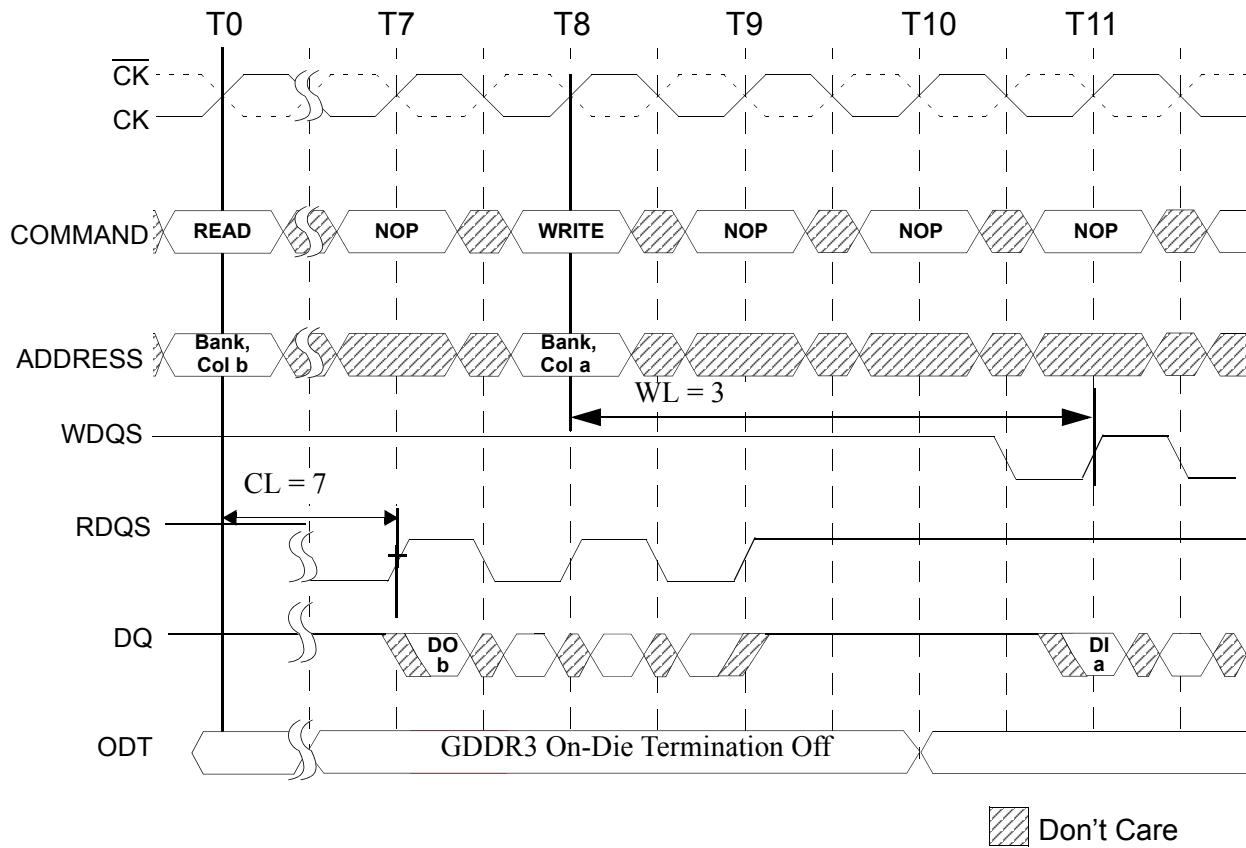 T0 T7 T8 T9 T10 T11
CK
CK
COMMAND READ NOP WRITE NOP NOP NOP
ADDRESS Bank, Col b Bank, Col a
WL = 3
WDQS
CL = 7
RDQS
DQ DO b DI a
ODT GDDR3 On-Die Termination Off
Don't Care